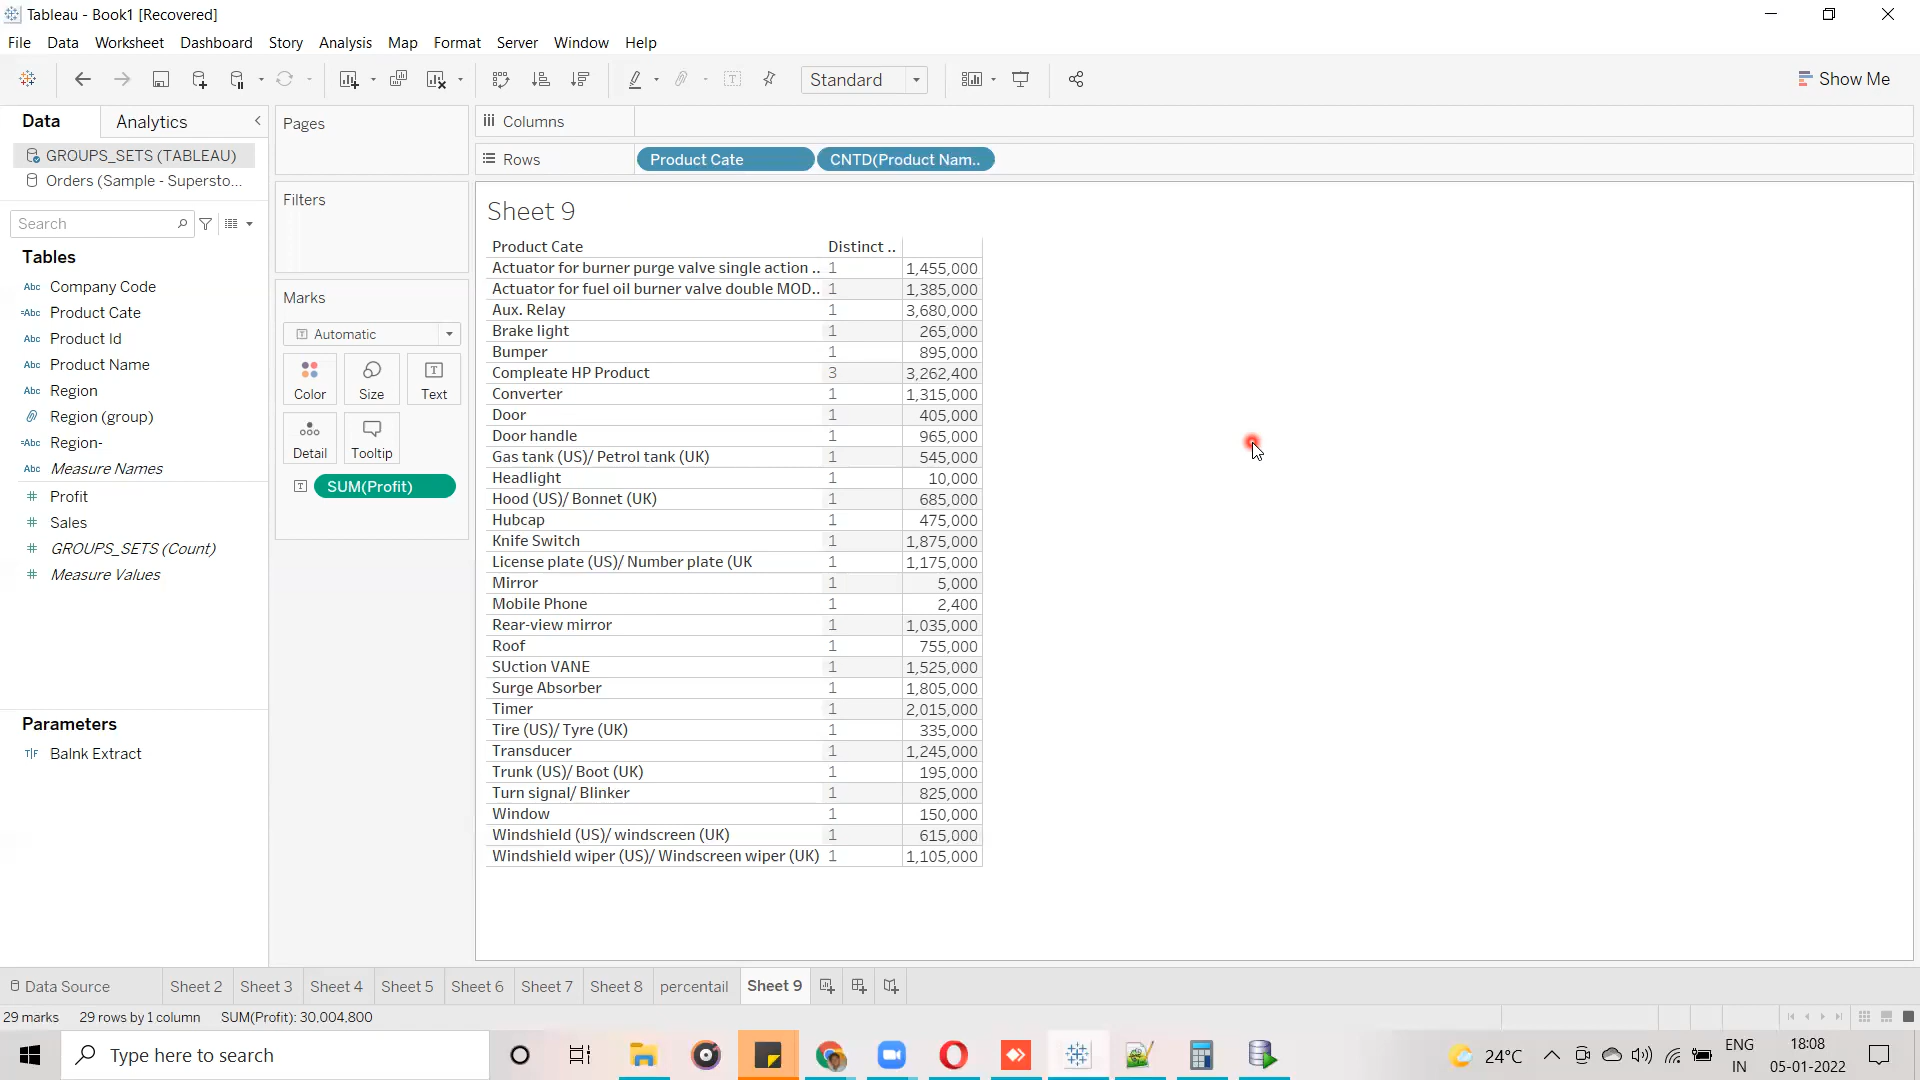 Tableau - Book1 [Recovered]
File Data Worksheet Dashboard Story Analysis Map Format Server Window Help
Standard
Show Me
Data Analytics
GROUPS_SETS (TABLEAU)
Orders (Sample - Supersto...
Search
Tables
Abc Company Code
=Abc Product Cate
Abc Product Id
Abc Product Name
Abc Region
Region (group)
=Abc Region-
Abc Measure Names
# Profit
# Sales
# GROUPS_SETS (Count)
# Measure Values
Parameters
Balnk Extract
Pages
Filters
Marks
Automatic
Color Size Text
Detail Tooltip
SUM(Profit)
Columns
Rows Product Cate CNTD(Product Nam..
Sheet 9
Product Cate Distinct ..
Actuator for burner purge valve single action .. 1 1,455,000
Actuator for fuel oil burner valve double MOD.. 1 1,385,000
Aux. Relay 1 3,680,000
Brake light 1 265,000
Bumper 1 895,000
Compleate HP Product 3 3,262,400
Converter 1 1,315,000
Door 1 405,000
Door handle 1 965,000
Gas tank (US)/ Petrol tank (UK) 1 545,000
Headlight 1 10,000
Hood (US)/ Bonnet (UK) 1 685,000
Hubcap 1 475,000
Knife Switch 1 1,875,000
License plate (US)/ Number plate (UK 1 1,175,000
Mirror 1 5,000
Mobile Phone 1 2,400
Rear-view mirror 1 1,035,000
Roof 1 755,000
SUction VANE 1 1,525,000
Surge Absorber 1 1,805,000
Timer 1 2,015,000
Tire (US)/ Tyre (UK) 1 335,000
Transducer 1 1,245,000
Trunk (US)/ Boot (UK) 1 195,000
Turn signal/ Blinker 1 825,000
Window 1 150,000
Windshield (US)/ windscreen (UK) 1 615,000
Windshield wiper (US)/ Windscreen wiper (UK) 1 1,105,000
Data Source Sheet 2 Sheet 3 Sheet 4 Sheet 5 Sheet 6 Sheet 7 Sheet 8 percentail Sheet 9
29 marks 29 rows by 1 column SUM(Profit): 30,004,800
Type here to search
24°C
ENG
IN
18:08
05-01-2022